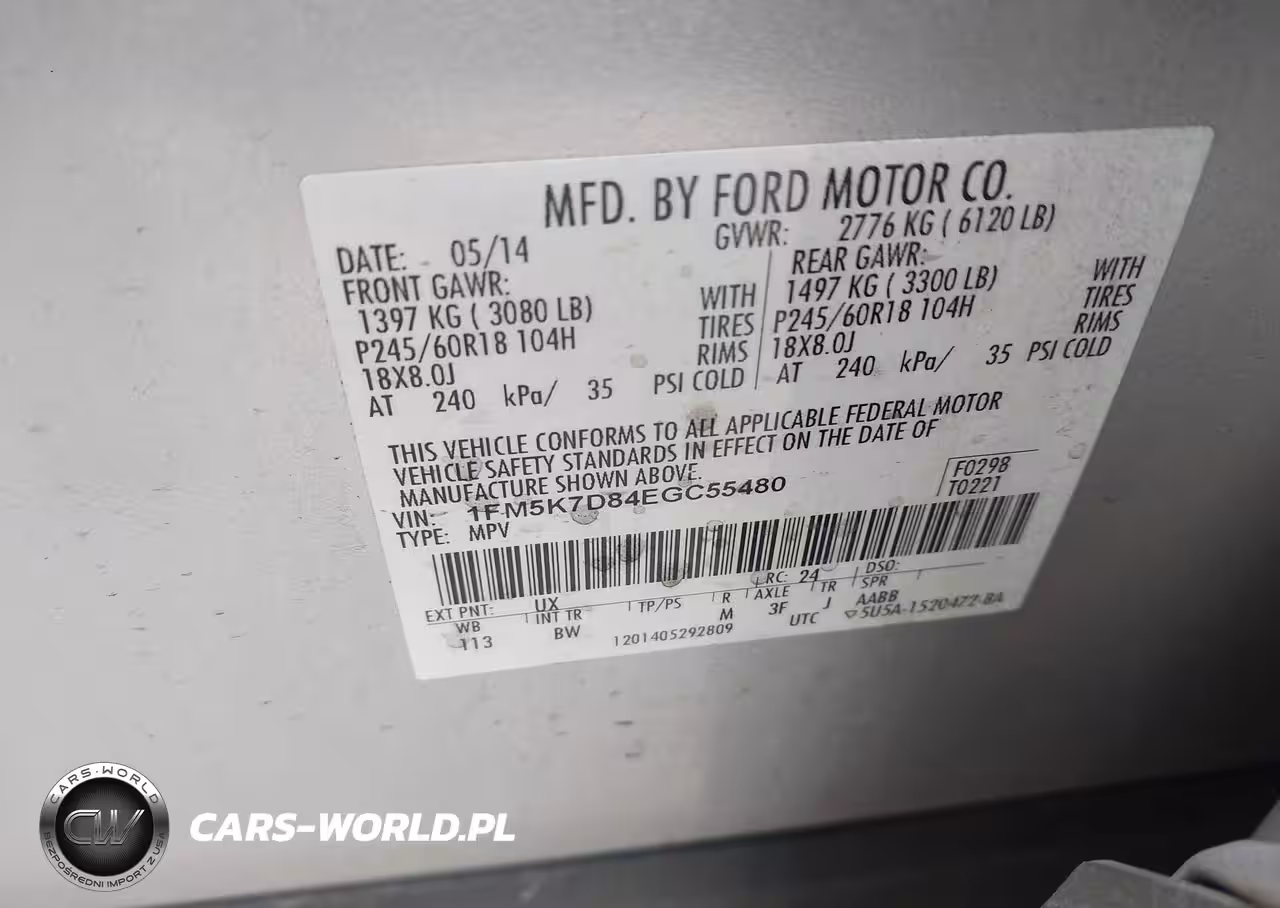 MFD. BY FORD MOTOR CO.
DATE: 05/14 GVWR: 2776 KG ( 6120 LB)
FRONT GAWR: REAR GAWR:
1397 KG ( 3080 LB) WITH 1497 KG ( 3300 LB) WITH
P245/60R18 104H TIRES P245/60R18 104H TIRES
18X8.0J RIMS 18X8.0J RIMS
AT 240 kPa/ 35 PSI COLD AT 240 kPa/ 35 PSI COLD
THIS VEHICLE CONFORMS TO ALL APPLICABLE FEDERAL MOTOR
VEHICLE SAFETY STANDARDS IN EFFECT ON THE DATE OF
MANUFACTURE SHOWN ABOVE.
VIN: 1FM5K7D84EGC55480 F0298
TYPE: MPV T0221
EXT PNT: UX RC: 24 DSO:
WB INT TR TP/PS R AXLE TR SPR
113 BW M 3F J AABB
1201405292809 UTC ▽5U5A-1520472-BA
CARS-WORLD
CW
BEZPOŚREDNI IMPORT Z USA
CARS-WORLD.PL